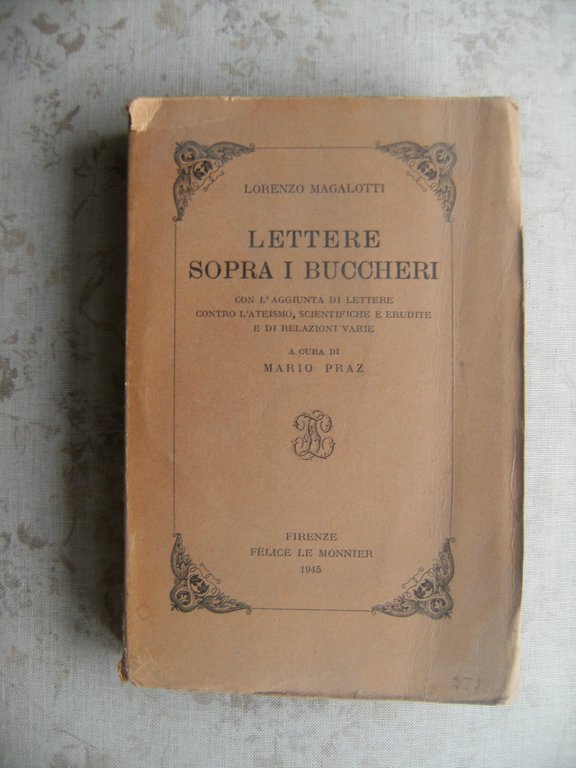 LORENZO MAGALOTTI
LETTERE
SOPRA I BUCCHERI
CON L'AGGIUNTA DI LETTERE
CONTRO L'ATEISMO, SCIENTIFICHE E ERUDITE
E DI RELAZIONI VARIE
A CURA DI
MARIO PRAZ
FIRENZE
FELICE LE MONNIER
1945